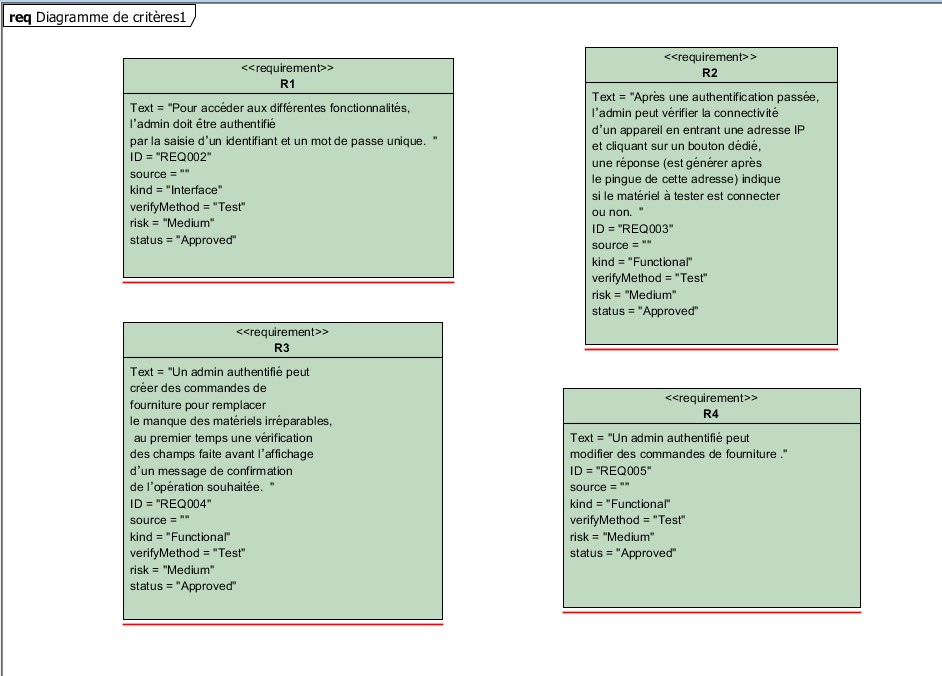 req Diagramme de critères1
<<requirement>>
R1
Text = "Pour accéder aux différentes fonctionnalités,
l'admin doit être authentifié
par la saisie d'un identifiant et un mot de passe unique.  "
ID = "REQ002"
source = ""
kind = "Interface"
verifyMethod = "Test"
risk = "Medium"
status = "Approved"
<<requirement>>
R2
Text = "Après une authentification passée,
l'admin peut vérifier la connectivité
d'un appareil en entrant une adresse IP
et cliquant sur un bouton dédié,
une réponse (est générer après
le pingue de cette adresse) indique
si le matériel à tester est connecter
ou non.  "
ID = "REQ003"
source = ""
kind = "Functional"
verifyMethod = "Test"
risk = "Medium"
status = "Approved"
<<requirement>>
R3
Text = "Un admin authentifié peut
créer des commandes de
fourniture pour remplacer
le manque des matériels irréparables,
au premier temps une vérification
des champs faite avant l'affichage
d'un message de confirmation
de l'opération souhaitée.  "
ID = "REQ004"
source = ""
kind = "Functional"
verifyMethod = "Test"
risk = "Medium"
status = "Approved"
<<requirement>>
R4
Text = "Un admin authentifié peut
modifier des commandes de fourniture ."
ID = "REQ005"
source = ""
kind = "Functional"
verifyMethod = "Test"
risk = "Medium"
status = "Approved"